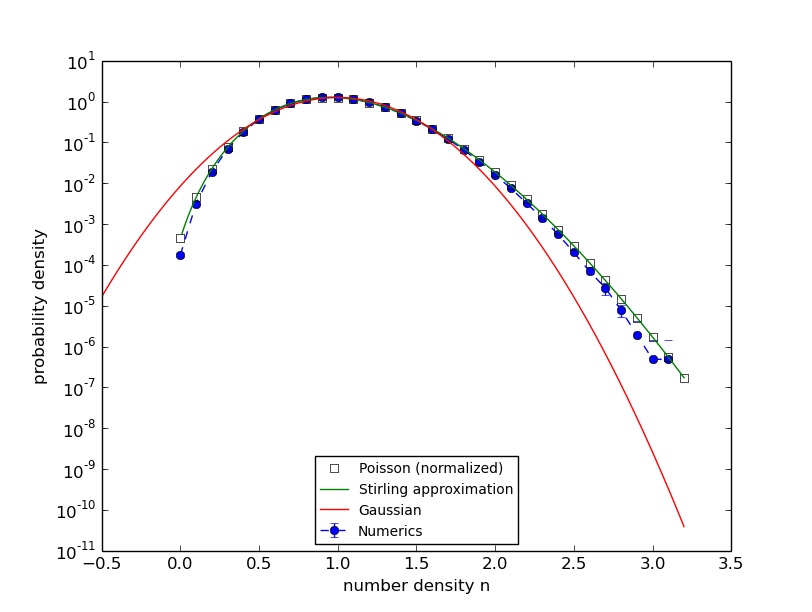 10^1
10^0
10^-1
10^-2
10^-3
10^-4
10^-5
10^-6
10^-7
10^-8
10^-9
10^-10
10^-11
probability density
Poisson (normalized)
Stirling approximation
Gaussian
Numerics
−0.5 0.0 0.5 1.0 1.5 2.0 2.5 3.0 3.5
number density n